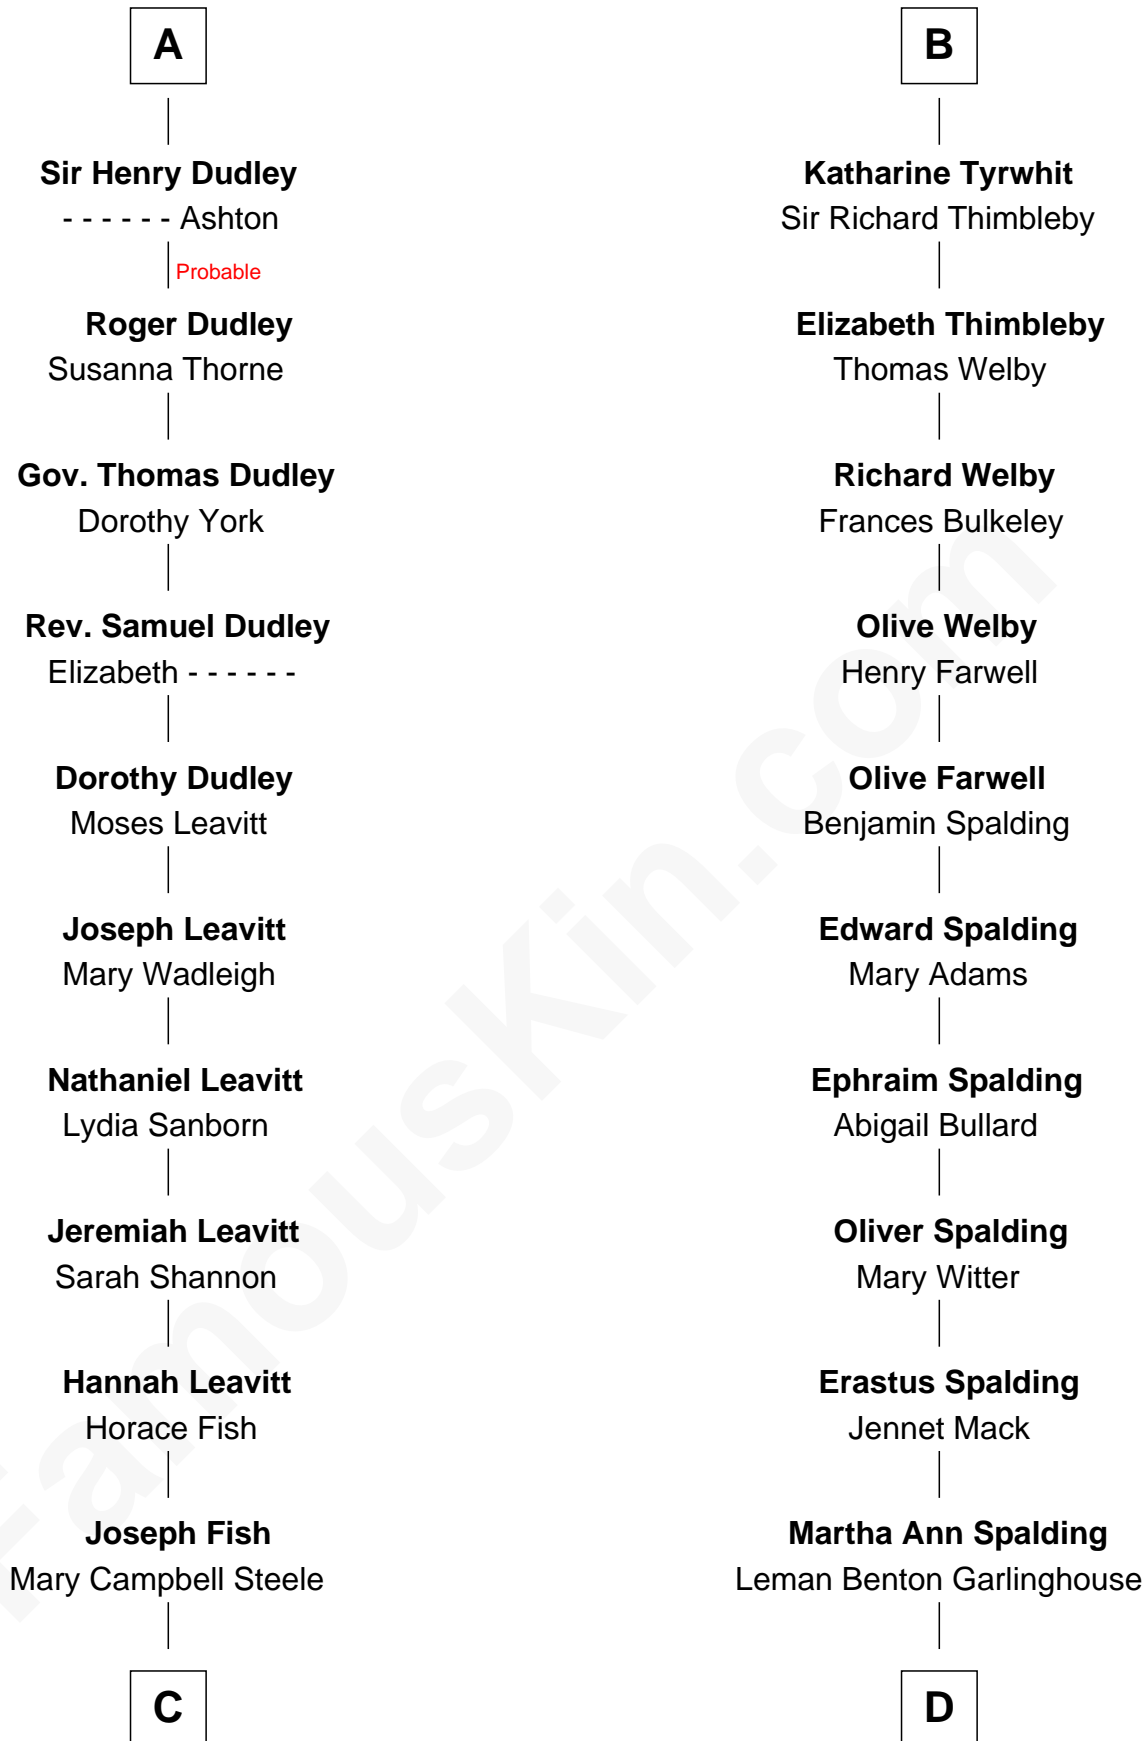 A
Sir Henry Dudley
- - - - - - Ashton
Probable
Roger Dudley
Susanna Thorne
Gov. Thomas Dudley
Dorothy York
Rev. Samuel Dudley
Elizabeth - - - - - -
Dorothy Dudley
Moses Leavitt
Joseph Leavitt
Mary Wadleigh
Nathaniel Leavitt
Lydia Sanborn
Jeremiah Leavitt
Sarah Shannon
Hannah Leavitt
Horace Fish
Joseph Fish
Mary Campbell Steele
C
B
Katharine Tyrwhit
Sir Richard Thimbleby
Elizabeth Thimbleby
Thomas Welby
Richard Welby
Frances Bulkeley
Olive Welby
Henry Farwell
Olive Farwell
Benjamin Spalding
Edward Spalding
Mary Adams
Ephraim Spalding
Abigail Bullard
Oliver Spalding
Mary Witter
Erastus Spalding
Jennet Mack
Martha Ann Spalding
Leman Benton Garlinghouse
D
FamousKin.com